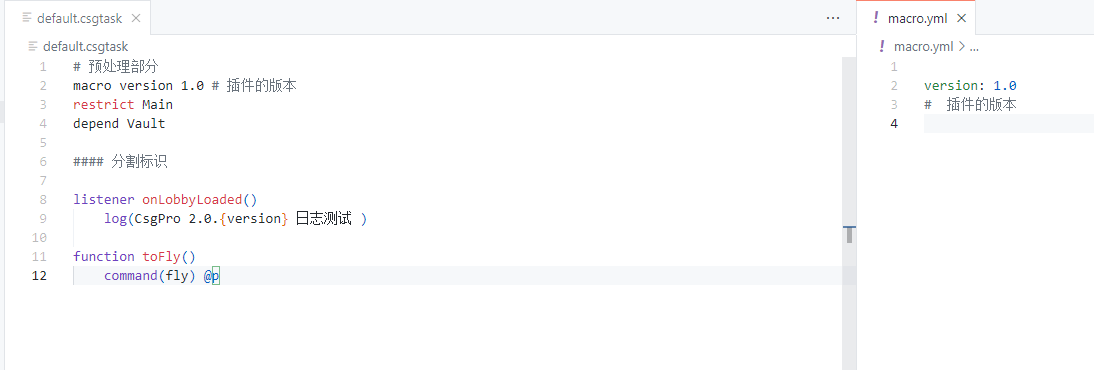 default.csgtask
default.csgtask
1 # 预处理部分
2 macro version 1.0 # 插件的版本
3 restrict Main
4 depend Vault
5
6 #### 分割标识
7
8 listener onLobbyLoaded()
9 log(CsgPro 2.0.{version} 日志测试 )
10
11 function toFly()
12 command(fly) @p
! macro.yml
! macro.yml > ...
1
2 version: 1.0
3 # 插件的版本
4